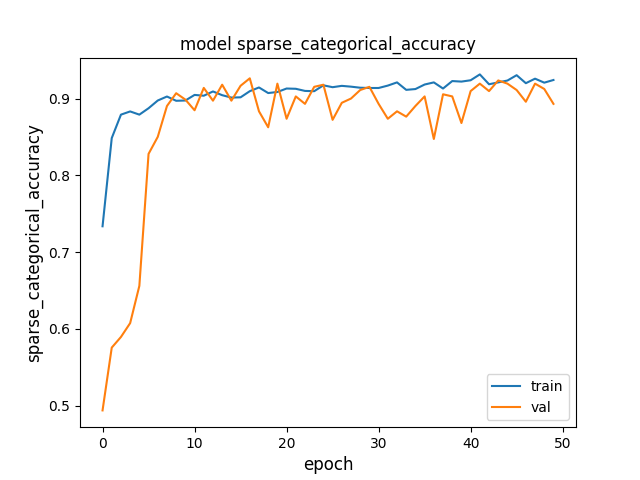 model sparse_categorical_accuracy
sparse_categorical_accuracy
0.9
0.8
0.7
0.6
0.5
0 10 20 30 40 50
epoch
train
val